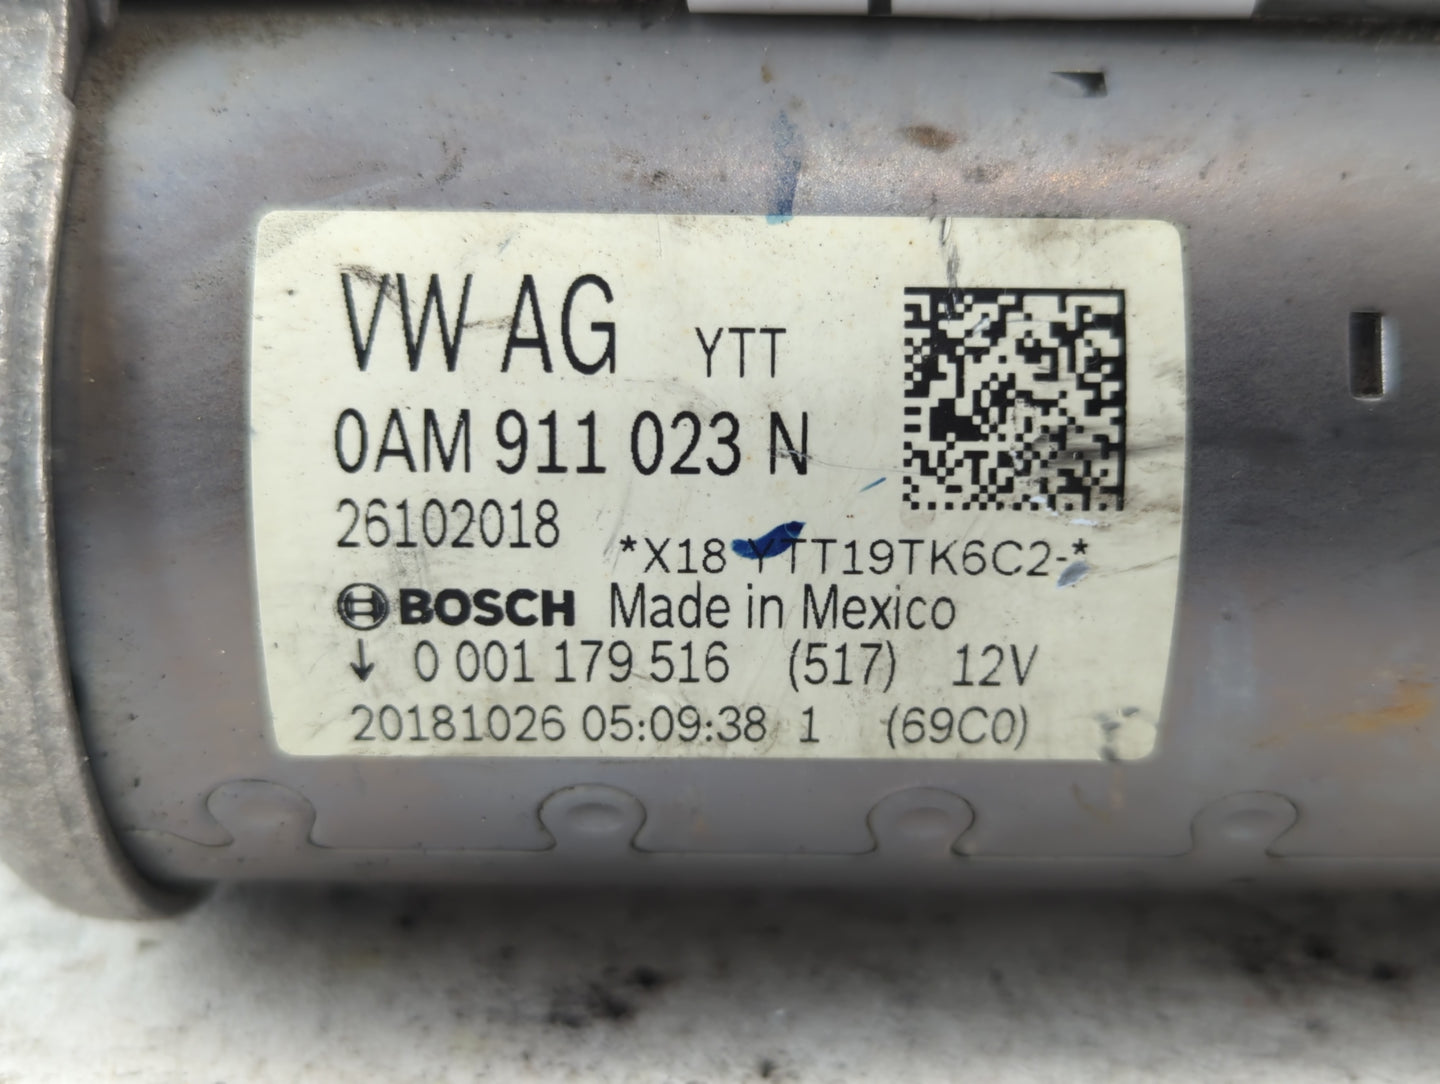 VW AG YTT
0AM 911 023 N
26102018
*X18 YTT19TK6C2-*
BOSCH Made in Mexico
↓ 0 001 179 516 (517) 12V
20181026 05:09:38 1 (69C0)